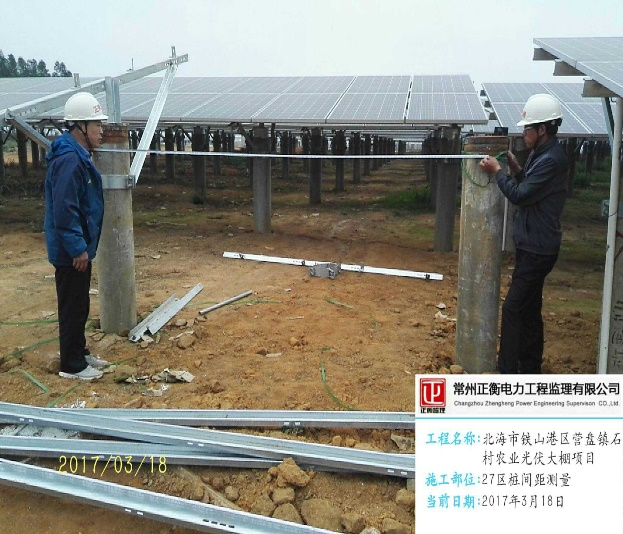 2017/03/18
正衡
正衡监理
常州正衡电力工程监理有限公司
Changzhou Zhengheng Power Engineering Supervision CO.,Ltd
工程名称:北海市铁山港区营盘镇石
村农业光伏大棚项目
施工部位:27区桩间距测量
当前日期:2017年3月18日